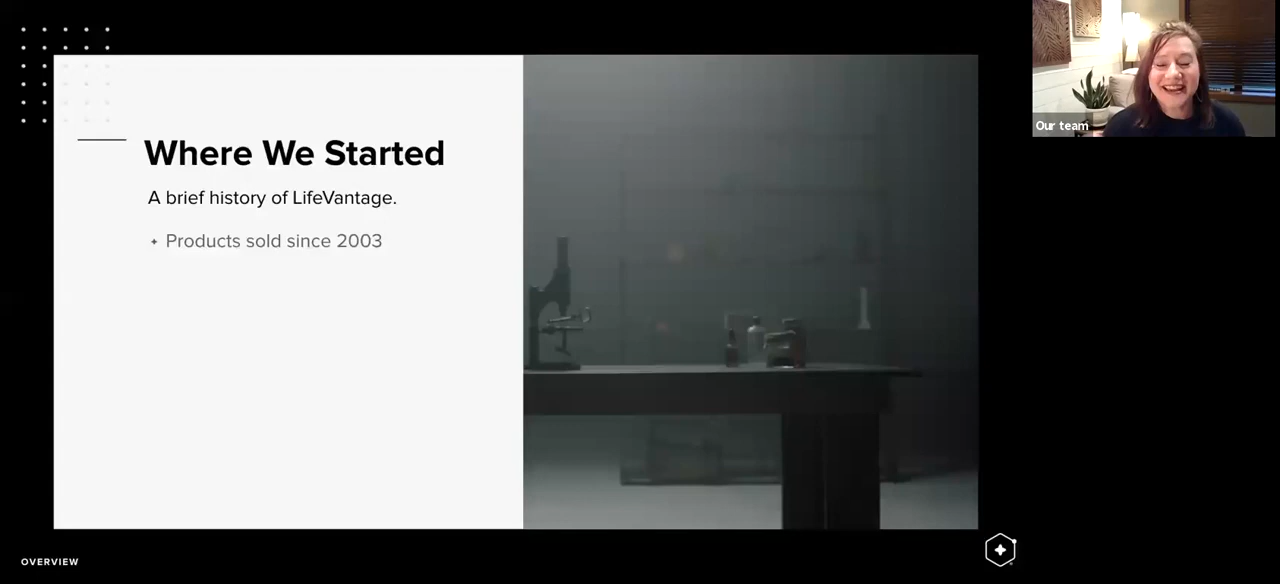 Where We Started
A brief history of LifeVantage.
Products sold since 2003
Our team
OVERVIEW